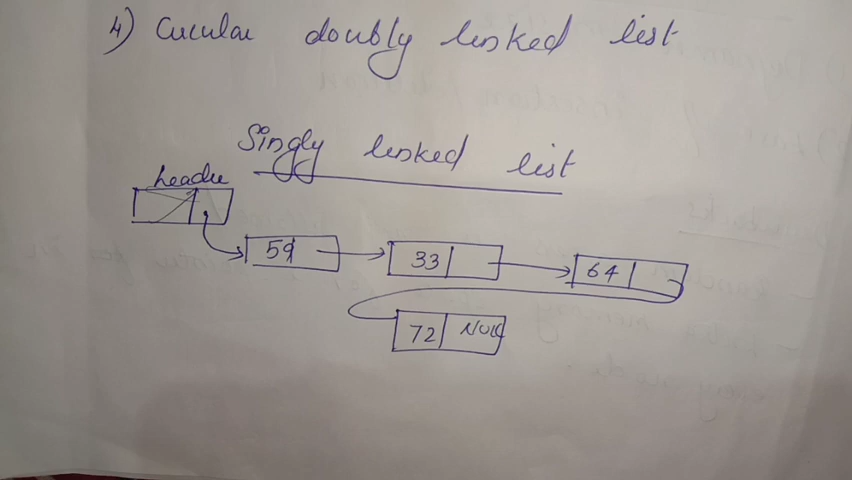 4) Circular doubly linked list
Singly linked list
header
59 33 64
72 NULL